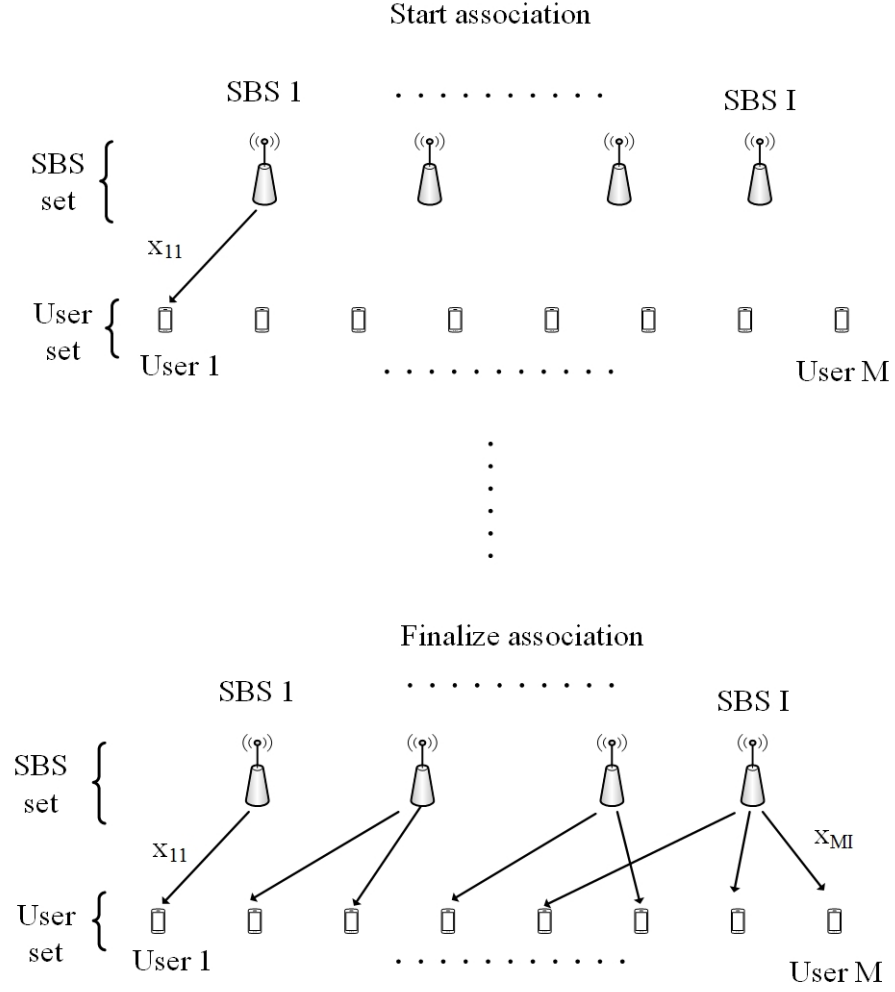 Start association
SBS 1
SBS I
SBS
set
x11
User
set
User 1
User M
Finalize association
SBS 1
SBS I
SBS
set
x11
xMI
User
set
User 1
User M